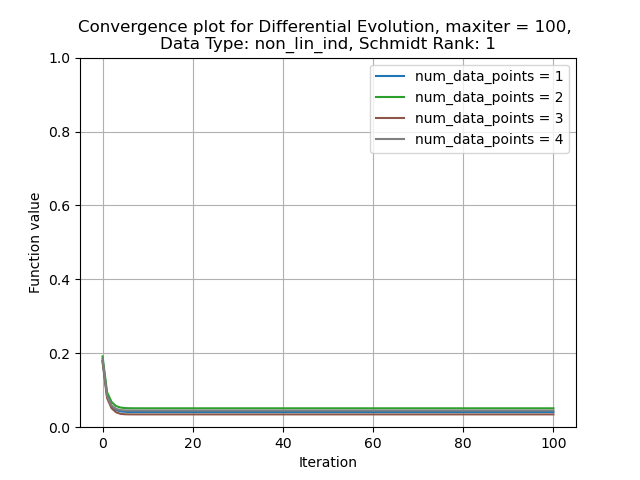 Convergence plot for Differential Evolution, maxiter = 100,
Data Type: non_lin_ind, Schmidt Rank: 1
num_data_points = 1
num_data_points = 2
num_data_points = 3
num_data_points = 4
Function value
1.0
0.8
0.6
0.4
0.2
0.0
0 20 40 60 80 100
Iteration